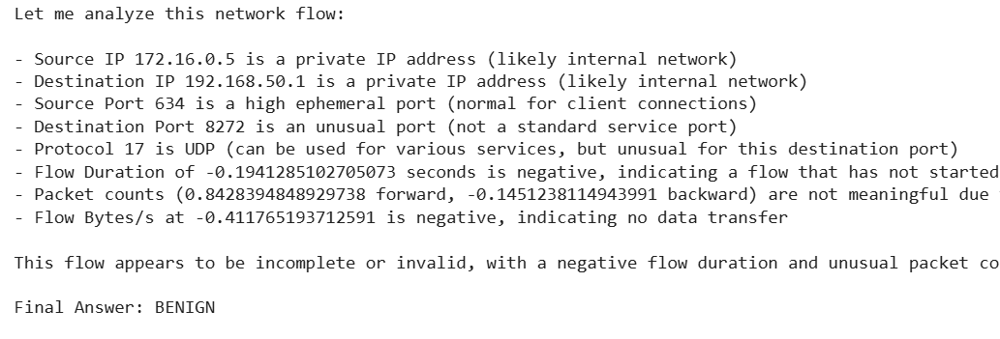 Let me analyze this network flow:
- Source IP 172.16.0.5 is a private IP address (likely internal network)
- Destination IP 192.168.50.1 is a private IP address (likely internal network)
- Source Port 634 is a high ephemeral port (normal for client connections)
- Destination Port 8272 is an unusual port (not a standard service port)
- Protocol 17 is UDP (can be used for various services, but unusual for this destination port)
- Flow Duration of -0.1941285102705073 seconds is negative, indicating a flow that has not started
- Packet counts (0.8428394848929738 forward, -0.1451238114943991 backward) are not meaningful due
- Flow Bytes/s at -0.411765193712591 is negative, indicating no data transfer
This flow appears to be incomplete or invalid, with a negative flow duration and unusual packet co
Final Answer: BENIGN